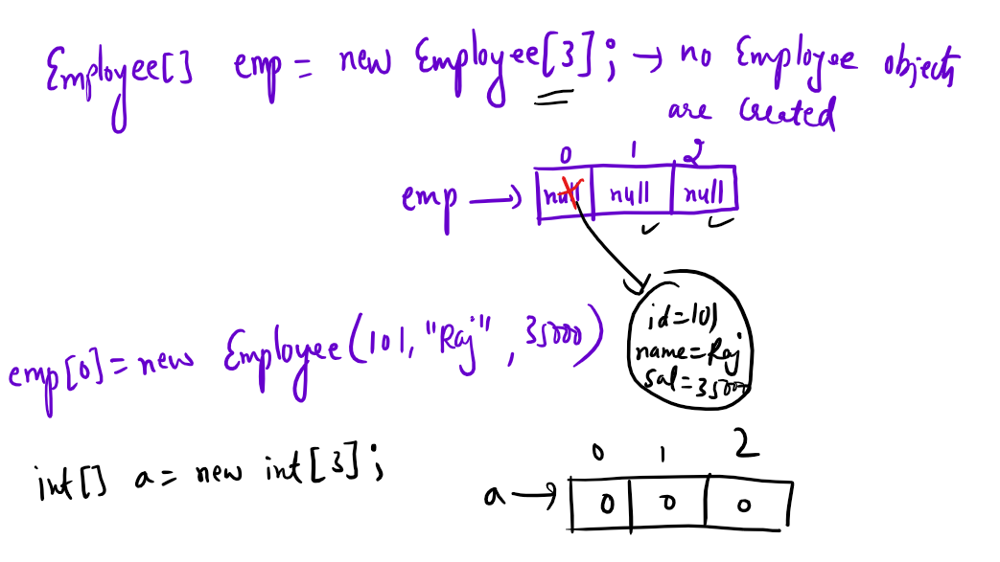 Employee[] emp = new Employee[3]; → no Employee objects
are created
0 1 2
emp → null null null
id=101
name=Raj
sal=35000
emp[0]=new Employee(101,"Raj", 35000)
int[] a= new int[3];
0 1 2
a → 0 0 0